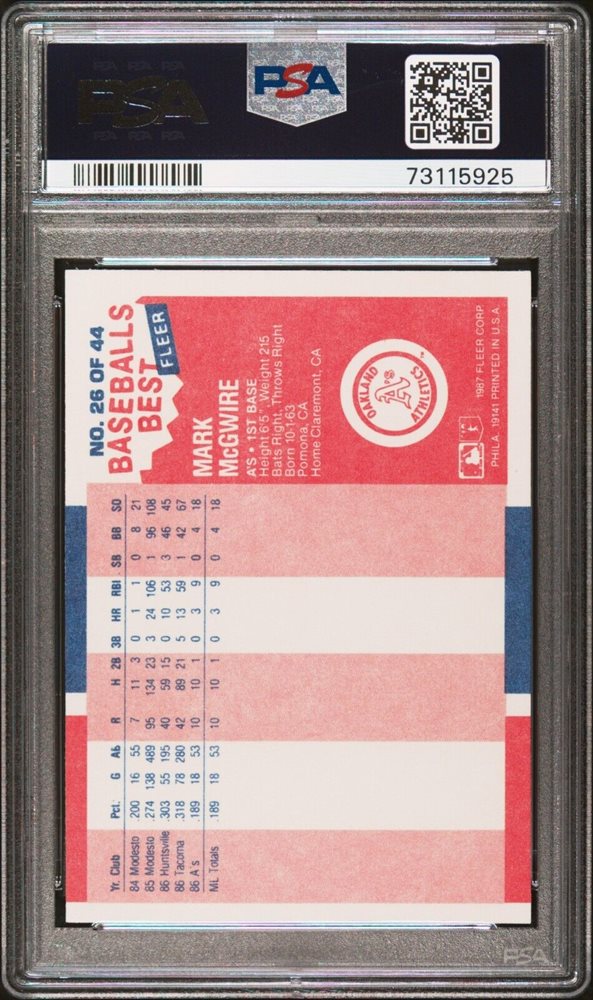 PSA
PSA
73115925
NO. 26 OF 44
BASEBALLS
BEST
FLEER
MARK
McGWIRE
A'S • 1ST BASE
Height 6'5" Weight 215
Bats Right, Throws Right
Born 10-1-63
Pomona, CA
Home Claremont, CA
OAKLAND
A's
ATHLETICS™
1987 FLEER CORP.
PHILA. 19141 PRINTED IN U.S.A.
Yr. Club Pct. G Ab R H 2B 3B HR RBI SB BB SO
84 Modesto .200 16 55 7 11 3 0 1 1 0 8 21
85 Modesto .274 138 489 95 134 23 3 24 106 1 96 108
86 Huntsville .303 55 195 40 59 15 0 10 53 3 46 45
86 Tacoma .318 78 280 42 89 21 5 13 59 1 42 67
86 A's .189 18 53 10 10 1 0 3 9 0 4 18
ML Totals .189 18 53 10 10 1 0 3 9 0 4 18
PSA